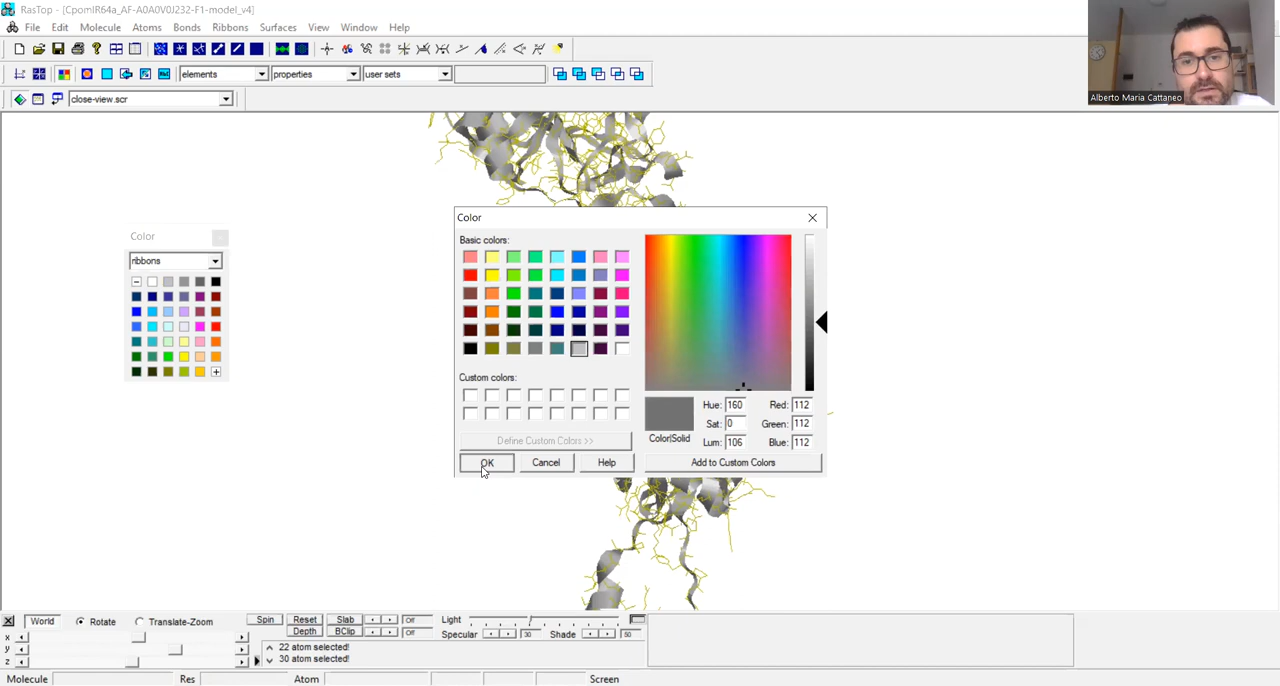 RasTop - [CpomIR64a_AF-A0A0V0J232-F1-model_v4]
File Edit Molecule Atoms Bonds Ribbons Surfaces View Window Help
elements properties user sets
close-view.scr
Alberto Maria Cattaneo
Color
ribbons
Color
Basic colors:
Custom colors:
Define Custom Colors >>
OK Cancel Help
Color|Solid
Hue: 160 Red: 112
Sat: 0 Green: 112
Lum: 106 Blue: 112
Add to Custom Colors
World Rotate Translate-Zoom Spin Reset Slab Off Light
Depth BClip Off Specular 30 Shade 60
x
y
z
22 atom selected!
30 atom selected!
Molecule Res Atom Screen